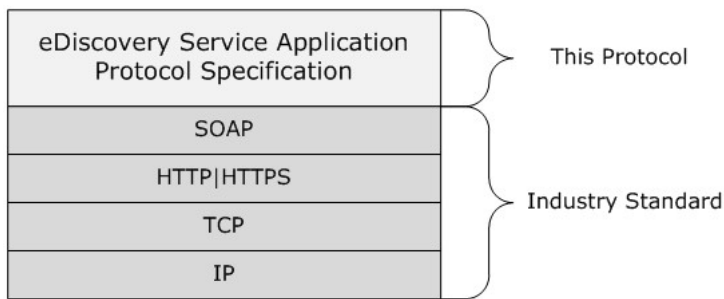 eDiscovery Service Application
Protocol Specification
This Protocol
SOAP
HTTP|HTTPS
TCP
IP
Industry Standard